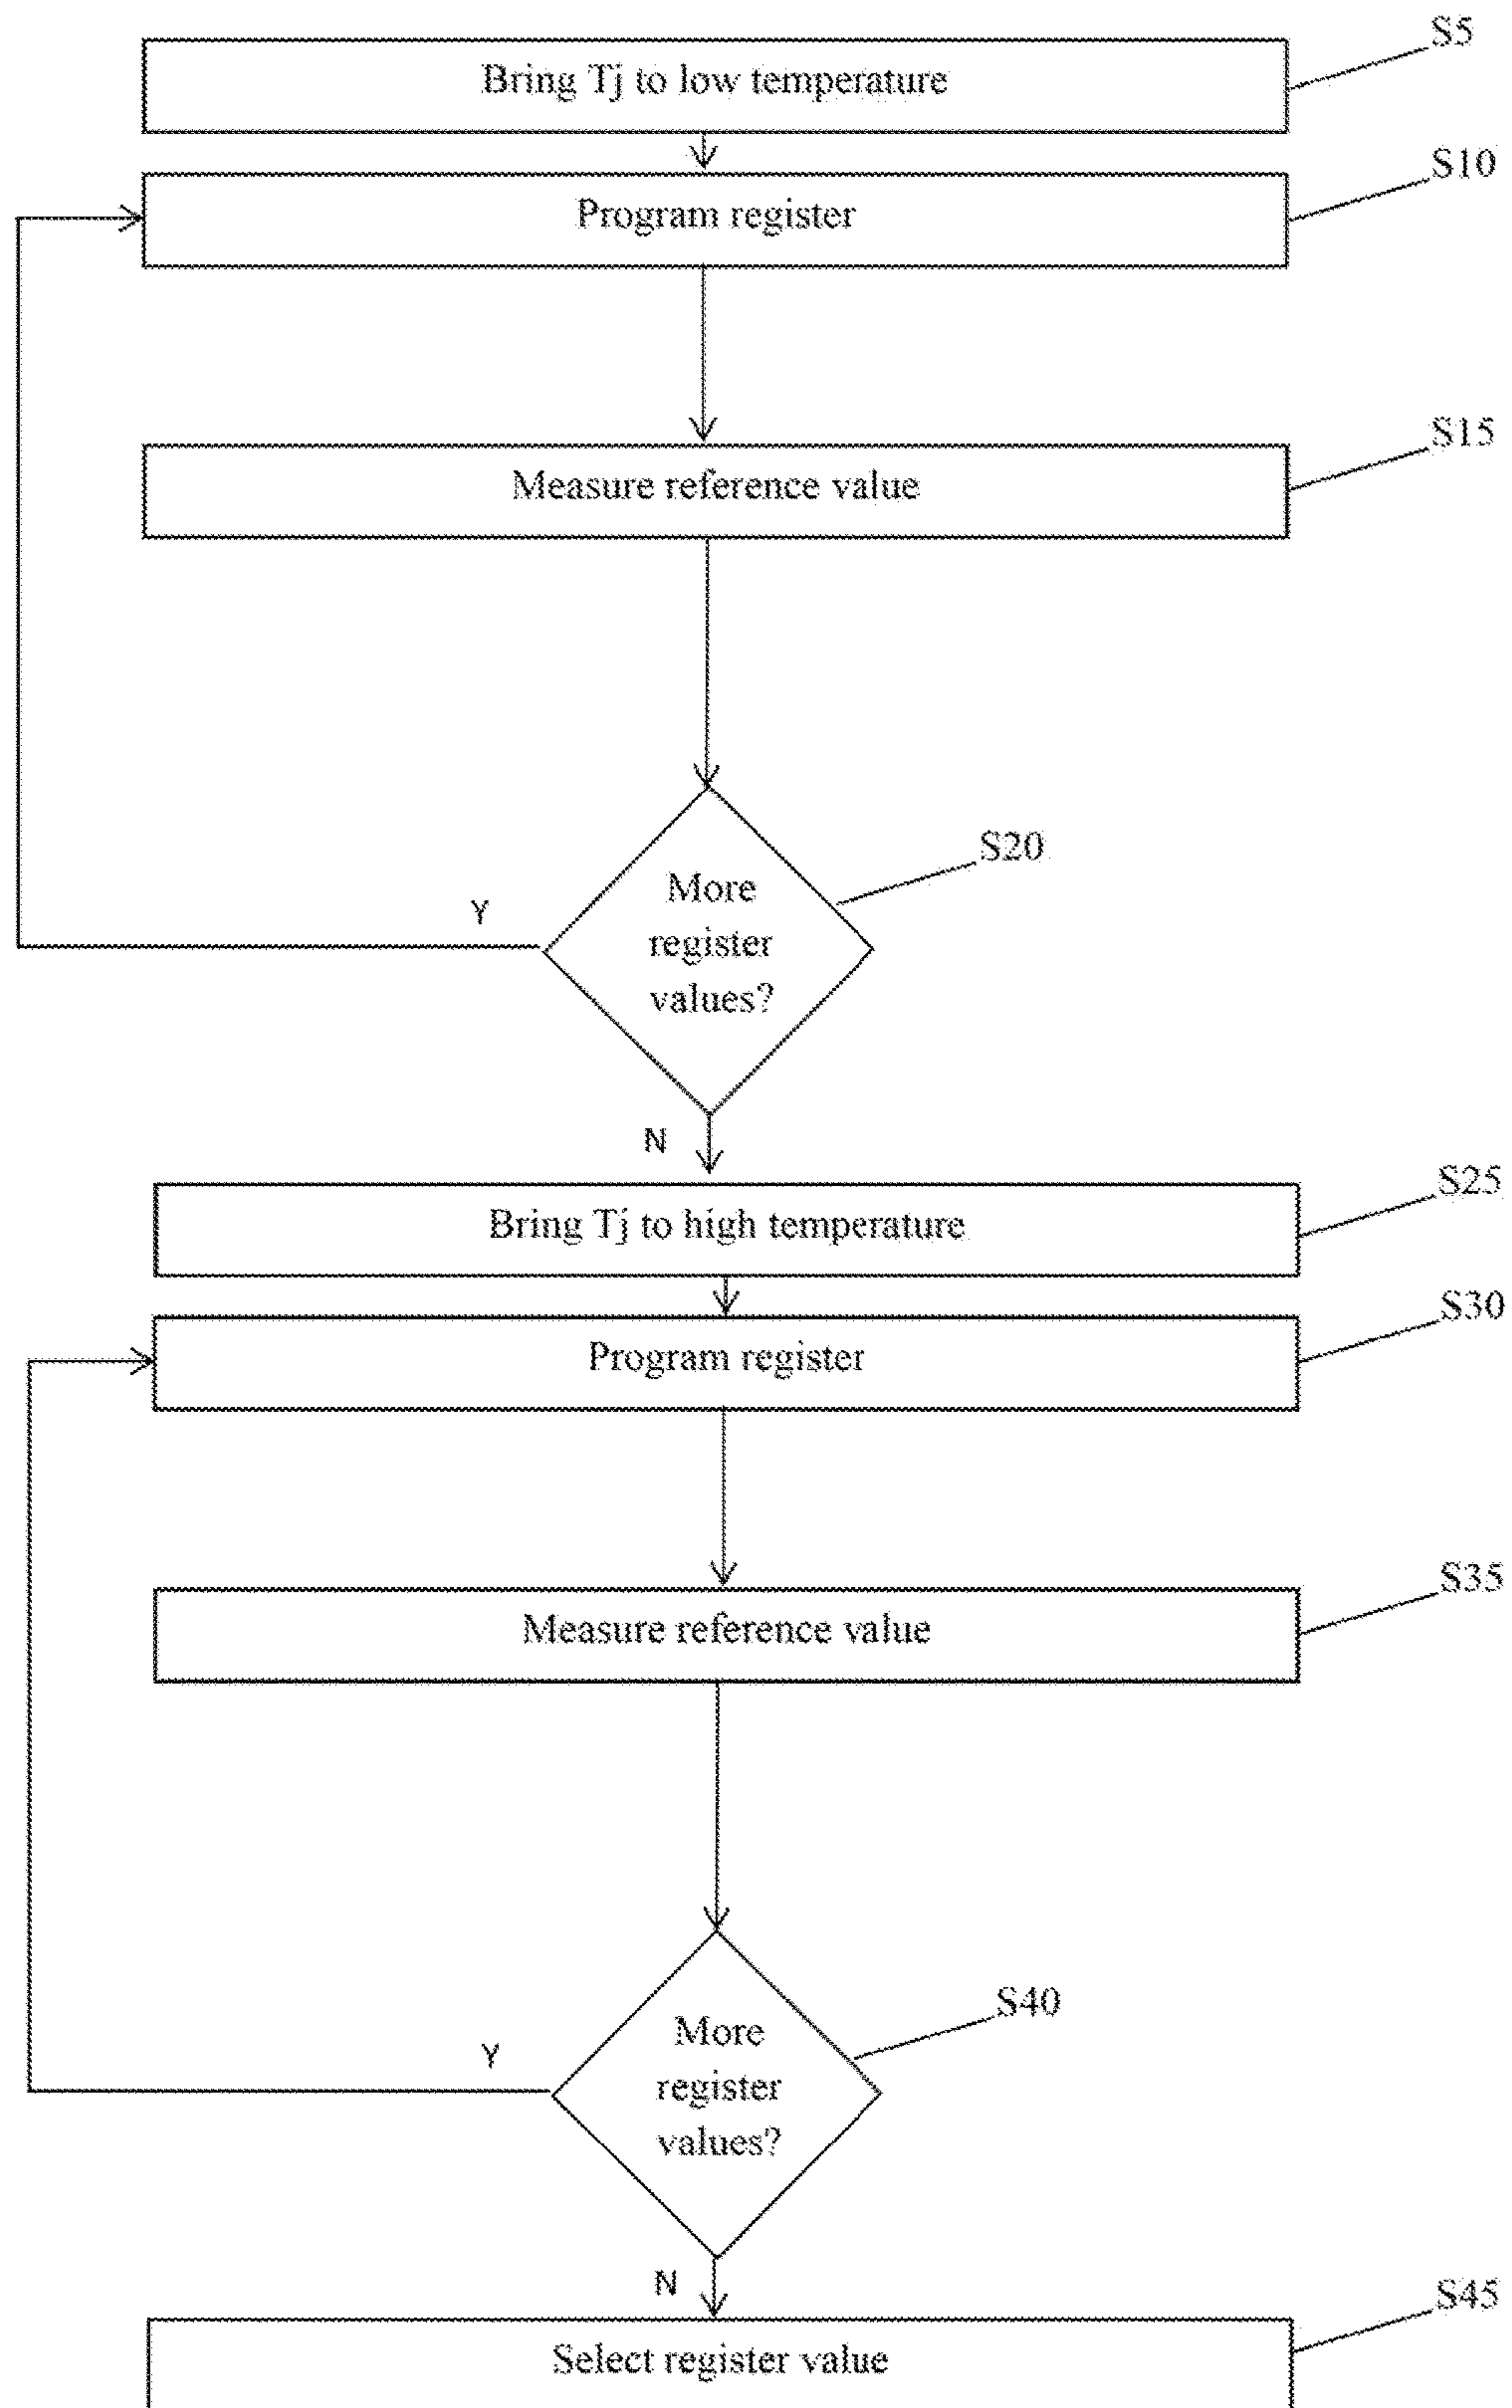 S5
Bring Tj to low temperature
S10
Program register
S15
Measure reference value
S20
More
register
values?
Y
N
S25
Bring Tj to high temperature
S30
Program register
S35
Measure reference value
S40
More
register
values?
Y
N
S45
Select register value